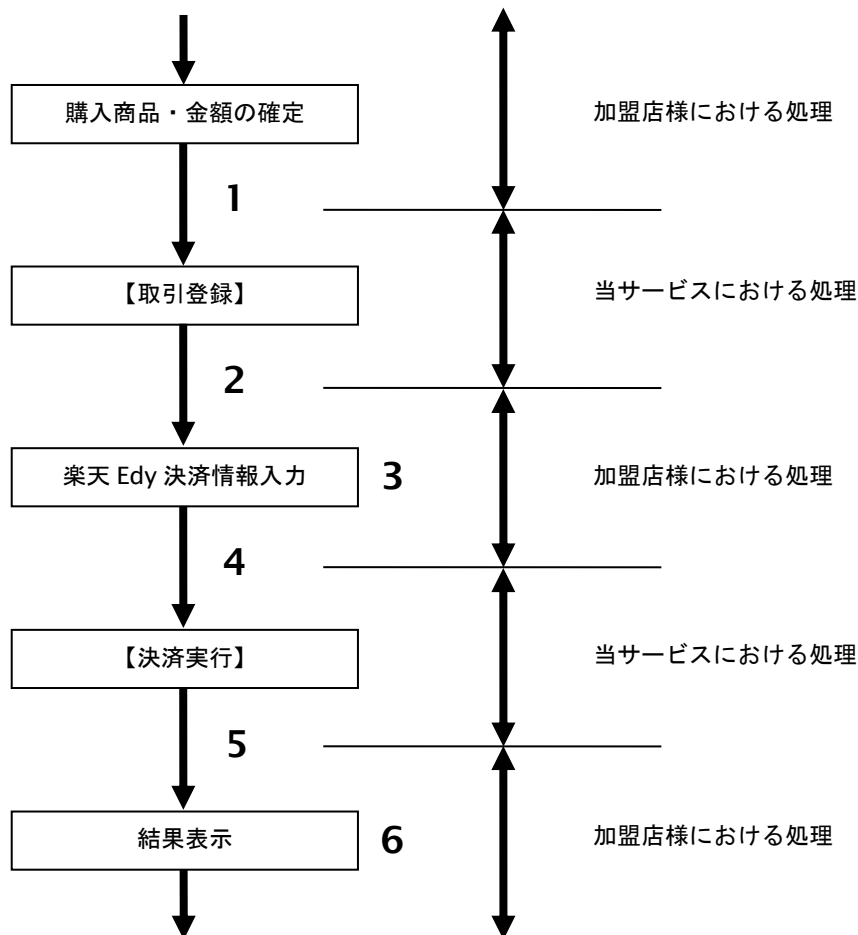 購入商品・金額の確定
加盟店様における処理
1
【取引登録】
当サービスにおける処理
2
楽天 Edy 決済情報入力
3
加盟店様における処理
4
【決済実行】
当サービスにおける処理
5
結果表示
6
加盟店様における処理